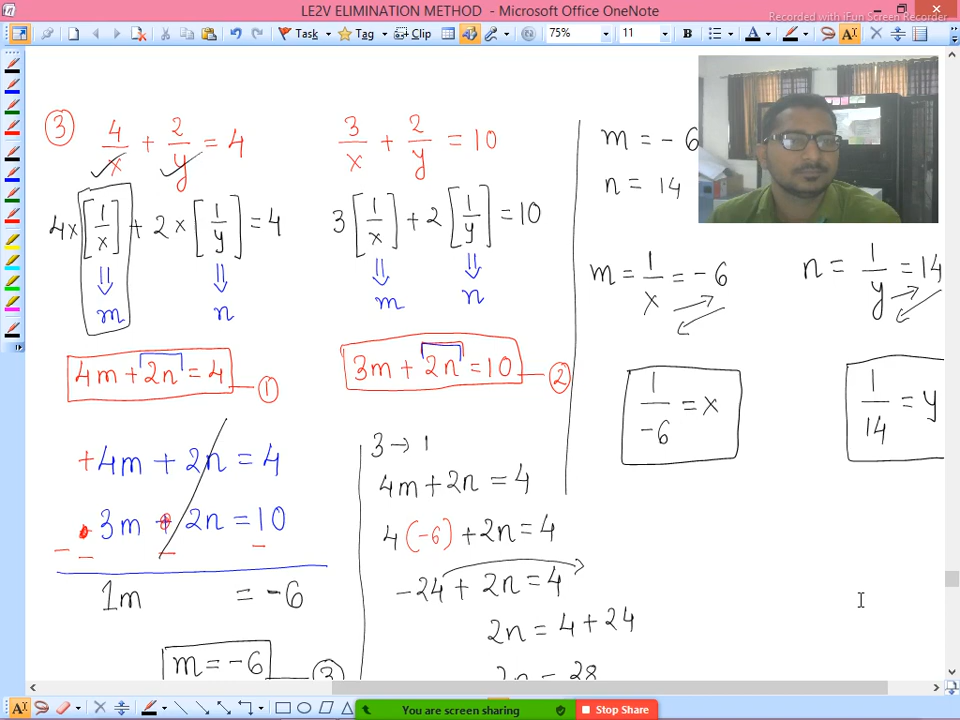 LE2V ELIMINATION METHOD - Microsoft Office OneNote
Recorded with iFun Screen Recorder
Task Tag Clip 75% 11 B A
③ 4/x + 2/y = 4
4x [1/x] + 2 × [1/y] = 4
m n
4m + 2n = 4 — ①
+4m + 2n = 4
3m + 2n = 10
- - - -
1m = -6
m = -6 — ③
3/x + 2/y = 10
3 [1/x] + 2 [1/y] = 10
m n
3m + 2n = 10 — ②
3 → 1
4m + 2n = 4
4 (-6) + 2n = 4
-24 + 2n = 4
2n = 4 + 24
2n = 28
m = -6
n = 14
m = 1/x = -6
1/-6 = x
n = 1/y = 14
1/14 = y
You are screen sharing Stop Share